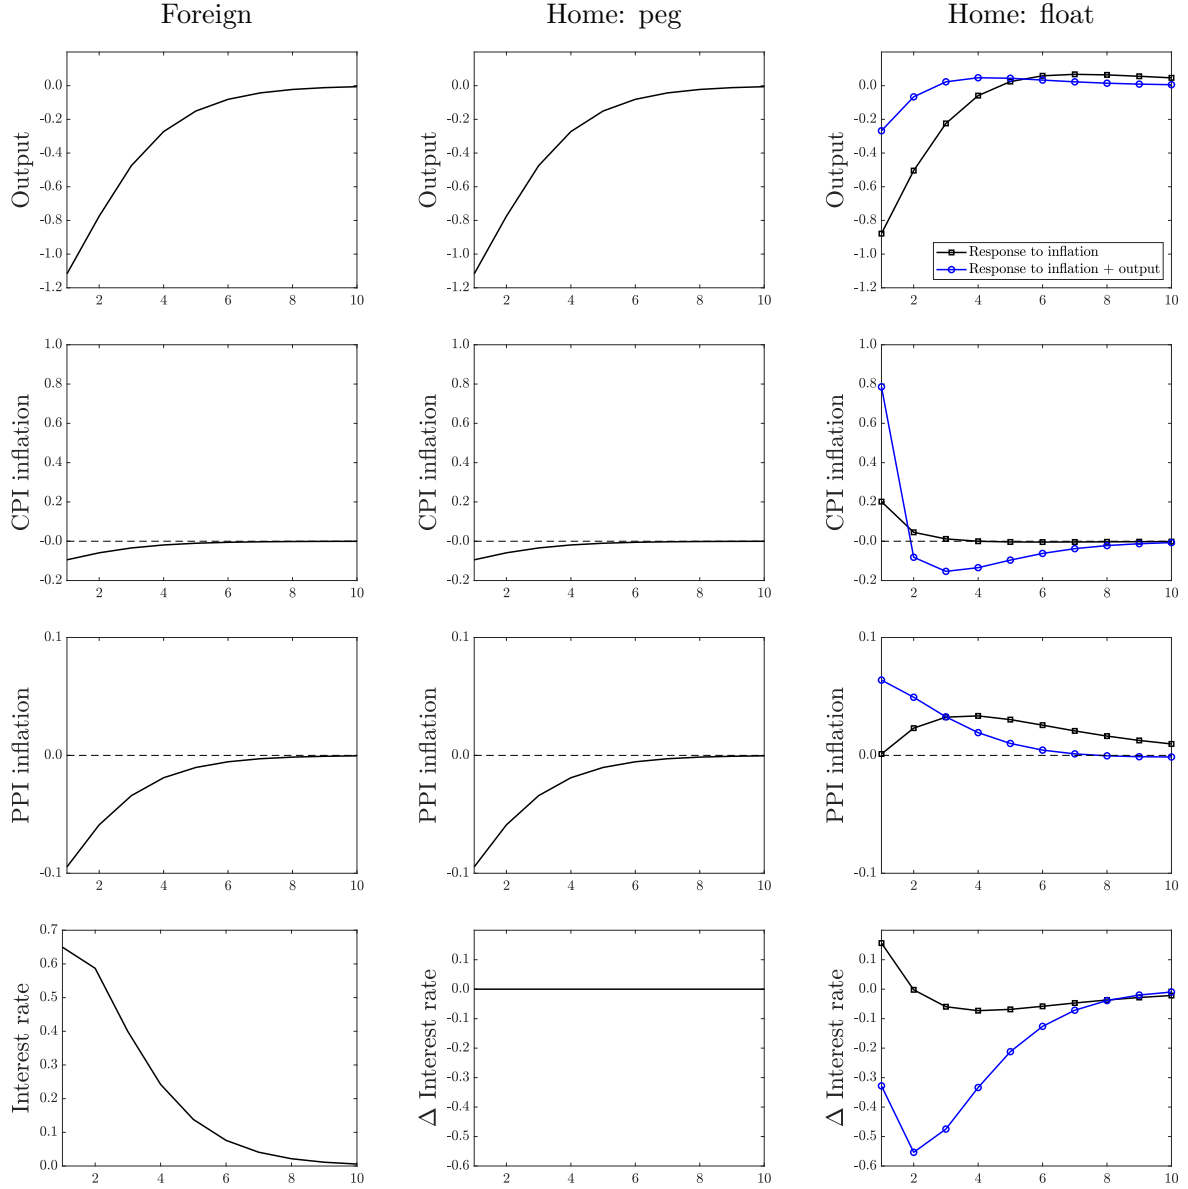 Foreign
Home: peg
Home: float
Output
0.0
-0.2
-0.4
-0.6
-0.8
-1.0
-1.2
2 4 6 8 10
Output
0.0
-0.2
-0.4
-0.6
-0.8
-1.0
-1.2
2 4 6 8 10
Output
0.0
-0.2
-0.4
-0.6
-0.8
-1.0
-1.2
2 4 6 8 10
Response to inflation
Response to inflation + output
CPI inflation
1.0
0.8
0.6
0.4
0.2
-0.0
-0.2
2 4 6 8 10
CPI inflation
1.0
0.8
0.6
0.4
0.2
-0.0
-0.2
2 4 6 8 10
CPI inflation
1.0
0.8
0.6
0.4
0.2
-0.0
-0.2
2 4 6 8 10
PPI inflation
0.1
0.0
-0.1
2 4 6 8 10
PPI inflation
0.1
0.0
-0.1
2 4 6 8 10
PPI inflation
0.1
0.0
-0.1
2 4 6 8 10
Interest rate
0.7
0.6
0.5
0.4
0.3
0.2
0.1
0.0
2 4 6 8 10
Δ Interest rate
0.1
0.0
-0.1
-0.2
-0.3
-0.4
-0.5
-0.6
2 4 6 8 10
Δ Interest rate
0.1
0.0
-0.1
-0.2
-0.3
-0.4
-0.5
-0.6
2 4 6 8 10